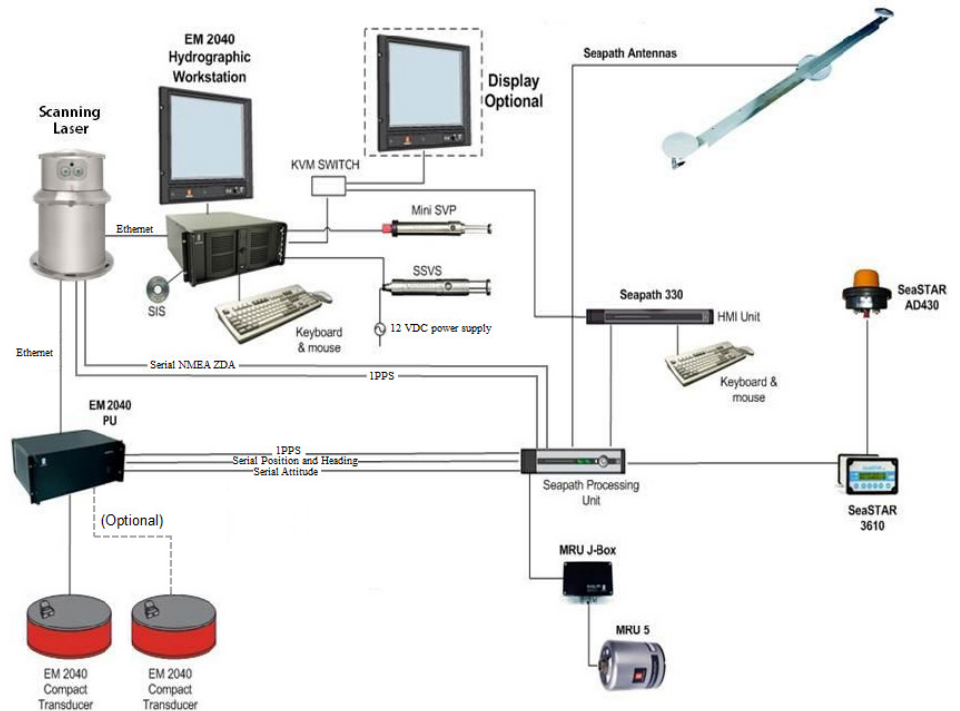 EM 2040
Hydrographic
Workstation
Seapath Antennas
Display
Optional
Scanning
Laser
KVM SWITCH
Mini SVP
Ethernet
SSVS
SIS
Seapath 330
HMI Unit
SeaSTAR
AD430
12 VDC power supply
Keyboard
& mouse
Ethernet
Serial NMEA ZDA
1PPS
Keyboard &
mouse
EM 2040
PU
1PPS
Serial Position and Heading
Serial Attitude
Seapath Processing
Unit
SeaSTAR
3610
(Optional)
MRU J-Box
MRU 5
EM 2040
Compact
Transducer
EM 2040
Compact
Transducer